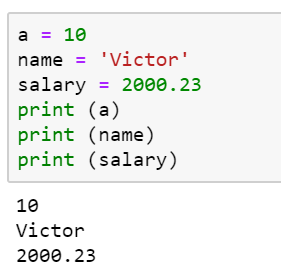 a = 10
name = 'Victor'
salary = 2000.23
print (a)
print (name)
print (salary)
10
Victor
2000.23